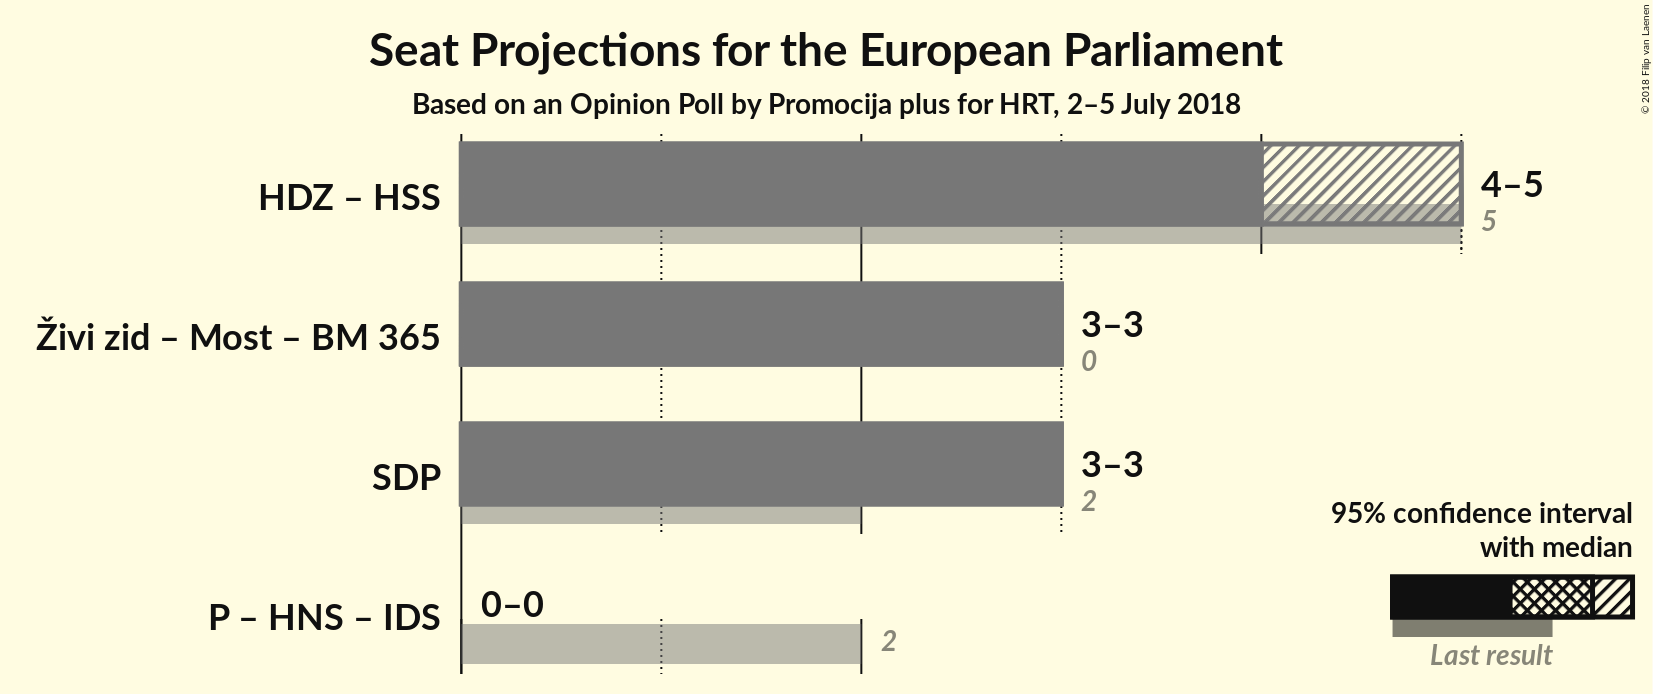 Seat Projections for the European Parliament
Based on an Opinion Poll by Promocija plus for HRT, 2–5 July 2018
© 2018 Filip van Laenen
HDZ – HSS
4–5
5
Živi zid – Most – BM 365
3–3
0
SDP
3–3
2
P – HNS – IDS
0–0
2
95% confidence interval
with median
Last result